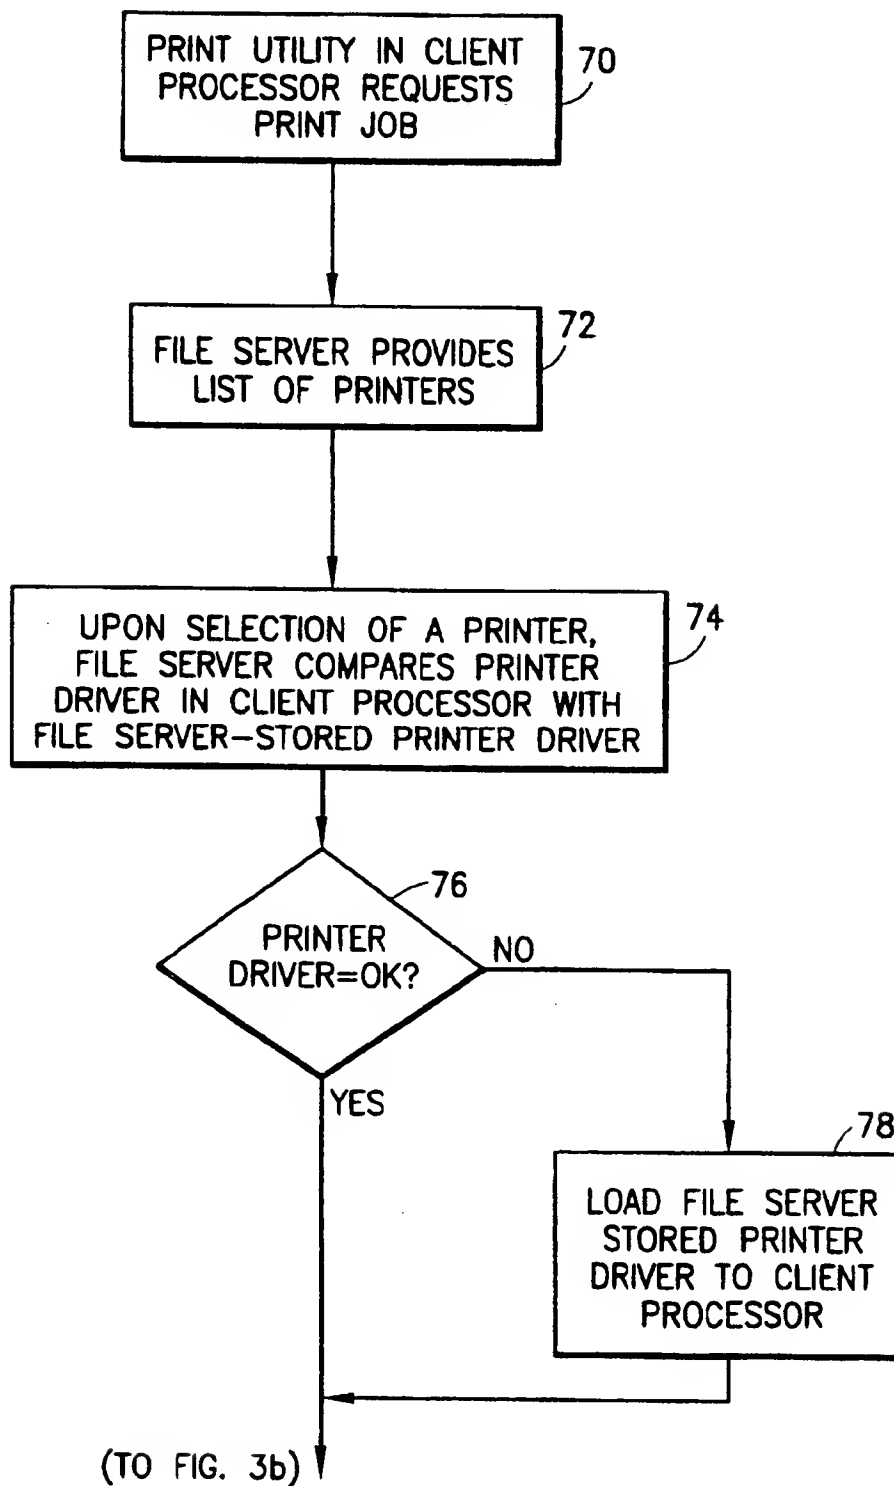 PRINT UTILITY IN CLIENT
PROCESSOR REQUESTS
PRINT JOB
70
FILE SERVER PROVIDES
LIST OF PRINTERS
72
UPON SELECTION OF A PRINTER,
FILE SERVER COMPARES PRINTER
DRIVER IN CLIENT PROCESSOR WITH
FILE SERVER-STORED PRINTER DRIVER
74
PRINTER
DRIVER=OK?
76
NO
YES
78
LOAD FILE SERVER
STORED PRINTER
DRIVER TO CLIENT
PROCESSOR
(TO FIG. 3b)